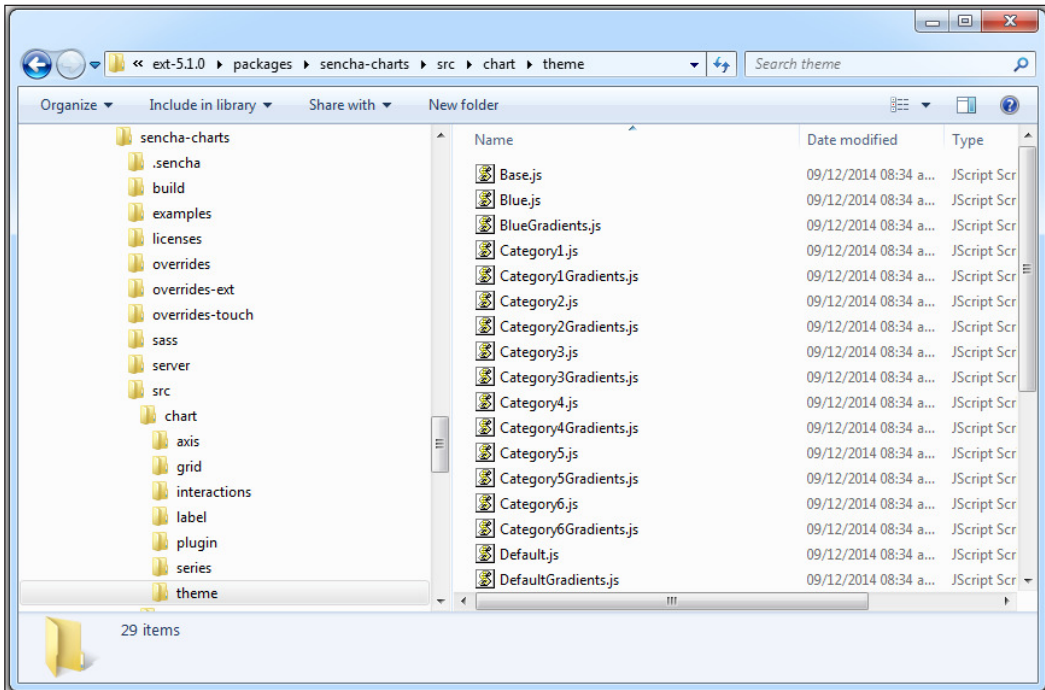 « ext-5.1.0 ▸ packages ▸ sencha-charts ▸ src ▸ chart ▸ theme
Search theme
Organize ▾ Include in library ▾ Share with ▾ New folder
sencha-charts
.sencha
build
examples
licenses
overrides
overrides-ext
overrides-touch
sass
server
src
chart
axis
grid
interactions
label
plugin
series
theme
Name Date modified Type
Base.js 09/12/2014 08:34 a... JScript Scr
Blue.js 09/12/2014 08:34 a... JScript Scr
BlueGradients.js 09/12/2014 08:34 a... JScript Scr
Category1.js 09/12/2014 08:34 a... JScript Scr
Category1Gradients.js 09/12/2014 08:34 a... JScript Scr
Category2.js 09/12/2014 08:34 a... JScript Scr
Category2Gradients.js 09/12/2014 08:34 a... JScript Scr
Category3.js 09/12/2014 08:34 a... JScript Scr
Category3Gradients.js 09/12/2014 08:34 a... JScript Scr
Category4.js 09/12/2014 08:34 a... JScript Scr
Category4Gradients.js 09/12/2014 08:34 a... JScript Scr
Category5.js 09/12/2014 08:34 a... JScript Scr
Category5Gradients.js 09/12/2014 08:34 a... JScript Scr
Category6.js 09/12/2014 08:34 a... JScript Scr
Category6Gradients.js 09/12/2014 08:34 a... JScript Scr
Default.js 09/12/2014 08:34 a... JScript Scr
DefaultGradients.js 09/12/2014 08:34 a... JScript Scr
29 items